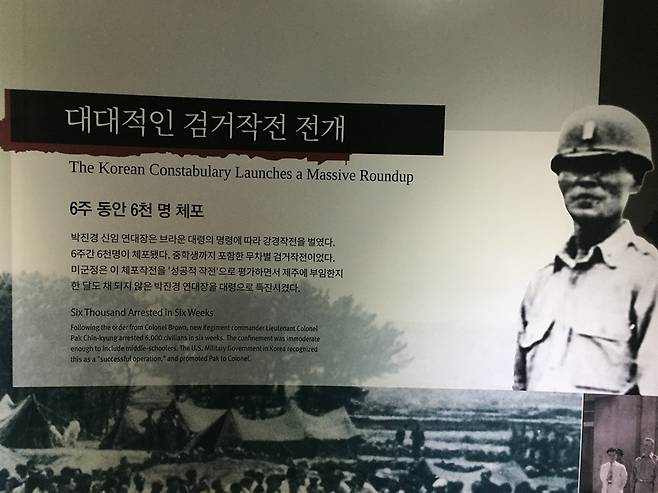 대대적인 검거작전 전개
The Korean Constabulary Launches a Massive Roundup
6주 동안 6천 명 체포
박진경 신임 연대장은 브라운 대령의 명령에 따라 강경작전을 벌였다.
6주간 6천명이 체포됐다. 중학생까지 포함한 무차별 검거작전이었다.
미군정은 이 체포작전을 '성공적 작전'으로 평가하면서 제주에 부임한지
한 달도 채 되지 않은 박진경 연대장을 대령으로 특진시켰다.
Six Thousand Arrested in Six Weeks
Following the order from Colonel Brown, new Regiment commander Lieutenant Colonel
Pak Chin-kyung arrested 6,000 civilians in six weeks. The confinement was immoderate
enough to include middle-schoolers. The U.S. Military Government in Korea recognized
this as a "successful operation," and promoted Pak to Colonel.